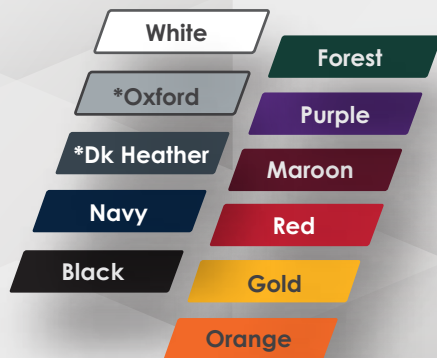 White
*Oxford
*Dk Heather
Navy
Black
Forest
Purple
Maroon
Red
Gold
Orange